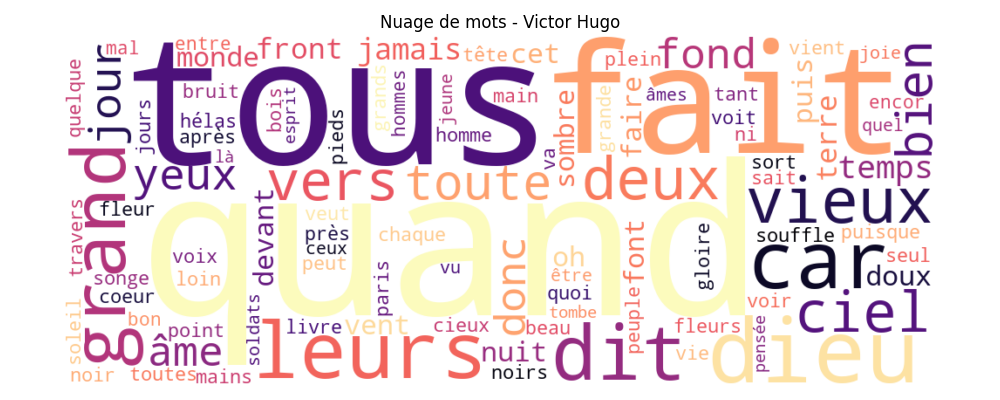 Nuage de mots - Victor Hugo
quelque
mal
jour
entre
monde
front
jamais
tête
cet
plein
fond
vient
puis
joie
bien
tous
fait
jours
bruit
hélas
après
là
bois
esprit
pieds
grands
hommes
jeune
homme
main
va
sombre
grande
faire
âmes
tant
voit
ni
terre
encor
quel
grand
yeux
vers
toute
deux
sort
sait
temps
vieux
fleur
travers
devant
veut
près
ceux
peut
chaque
quand
souffle
puisque
car
seul
doux
voix
loin
songe
coeur
paris
vu
donc
oh
être
quoi
tombe
font
peuple
gloire
voir
ciel
soleil
bon
point
âme
soldats
livre
vent
cieux
beau
fleurs
vie
pensée
noir
toutes
mains
leurs
nuit
noirs
dit
dieu